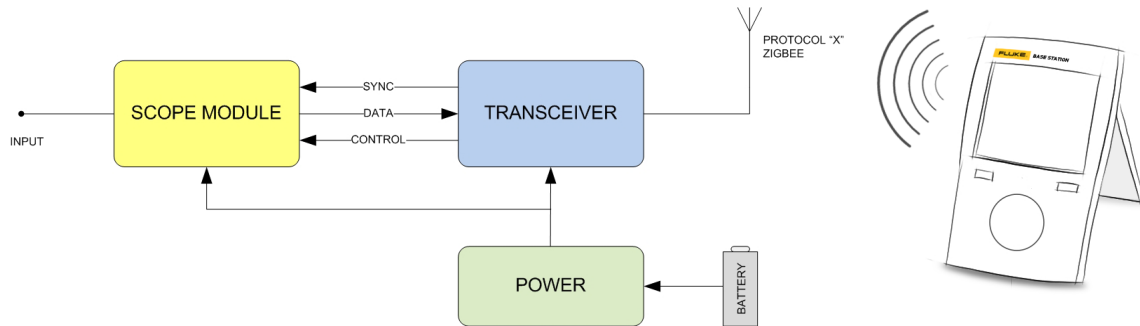 PROTOCOL "X"
ZIGBEE
FLUKE BASE STATION
SYNC
SCOPE MODULE
DATA
TRANSCEIVER
INPUT
CONTROL
POWER
BATTERY